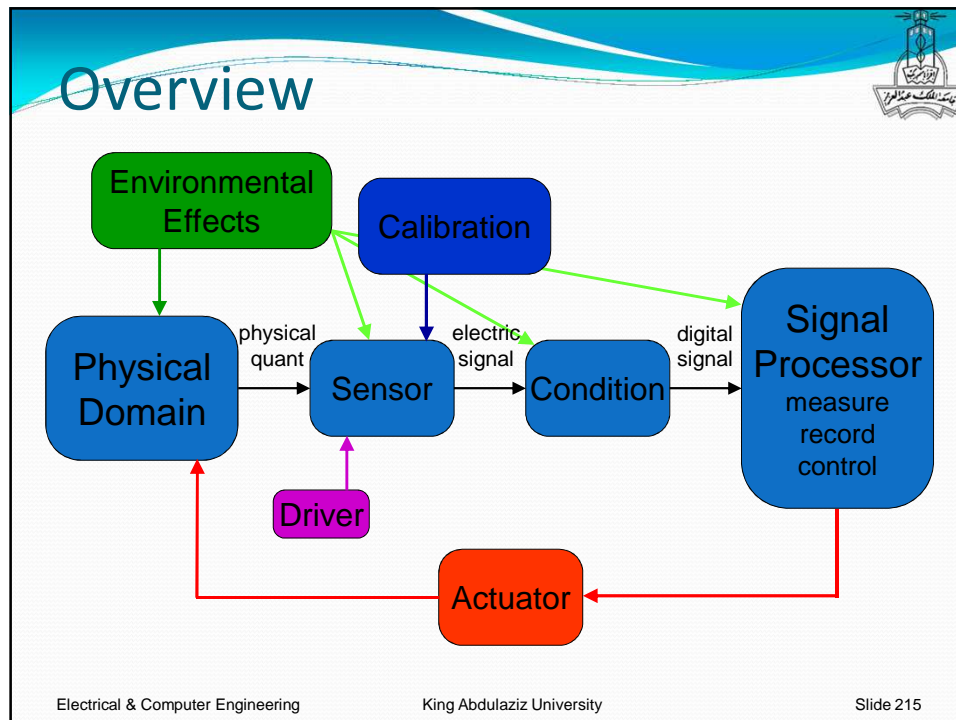 Overview
Environmental
Effects
Calibration
physical
quant
electric
signal
digital
signal
Physical
Domain
Sensor
Condition
Signal
Processor
measure
record
control
Driver
Actuator
Electrical & Computer Engineering
King Abdulaziz University
Slide 215